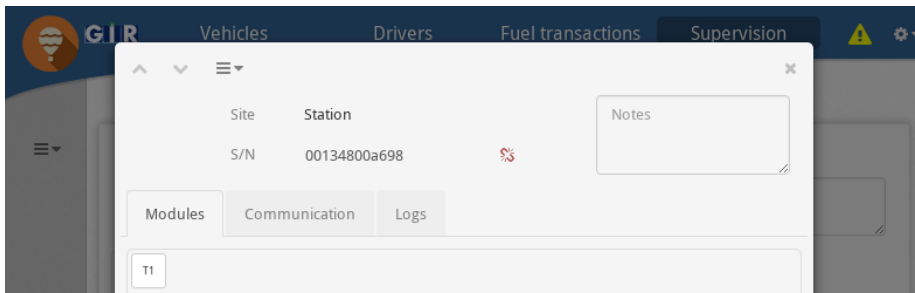 GIR Vehicles Drivers Fuel transactions Supervision
Site Station Notes
S/N 00134800a698
Modules Communication Logs
T1